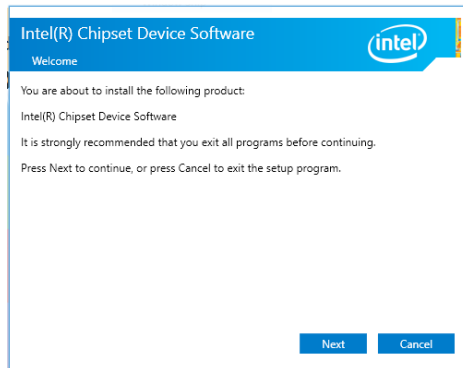 Intel(R) Chipset Device Software
intel
Welcome
You are about to install the following product:
Intel(R) Chipset Device Software
It is strongly recommended that you exit all programs before continuing.
Press Next to continue, or press Cancel to exit the setup program.
Next
Cancel